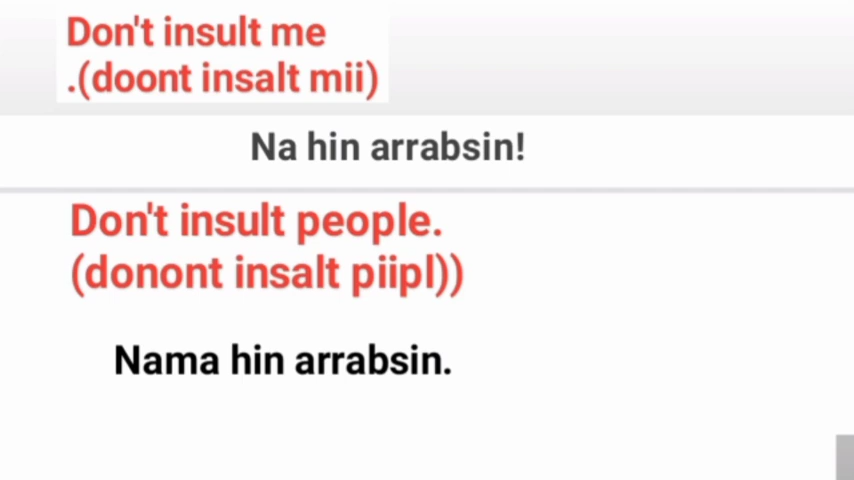 Don't insult me
.(doont insalt mii)
Na hin arrabsin!
Don't insult people.
(donont insalt piipl))
Nama hin arrabsin.